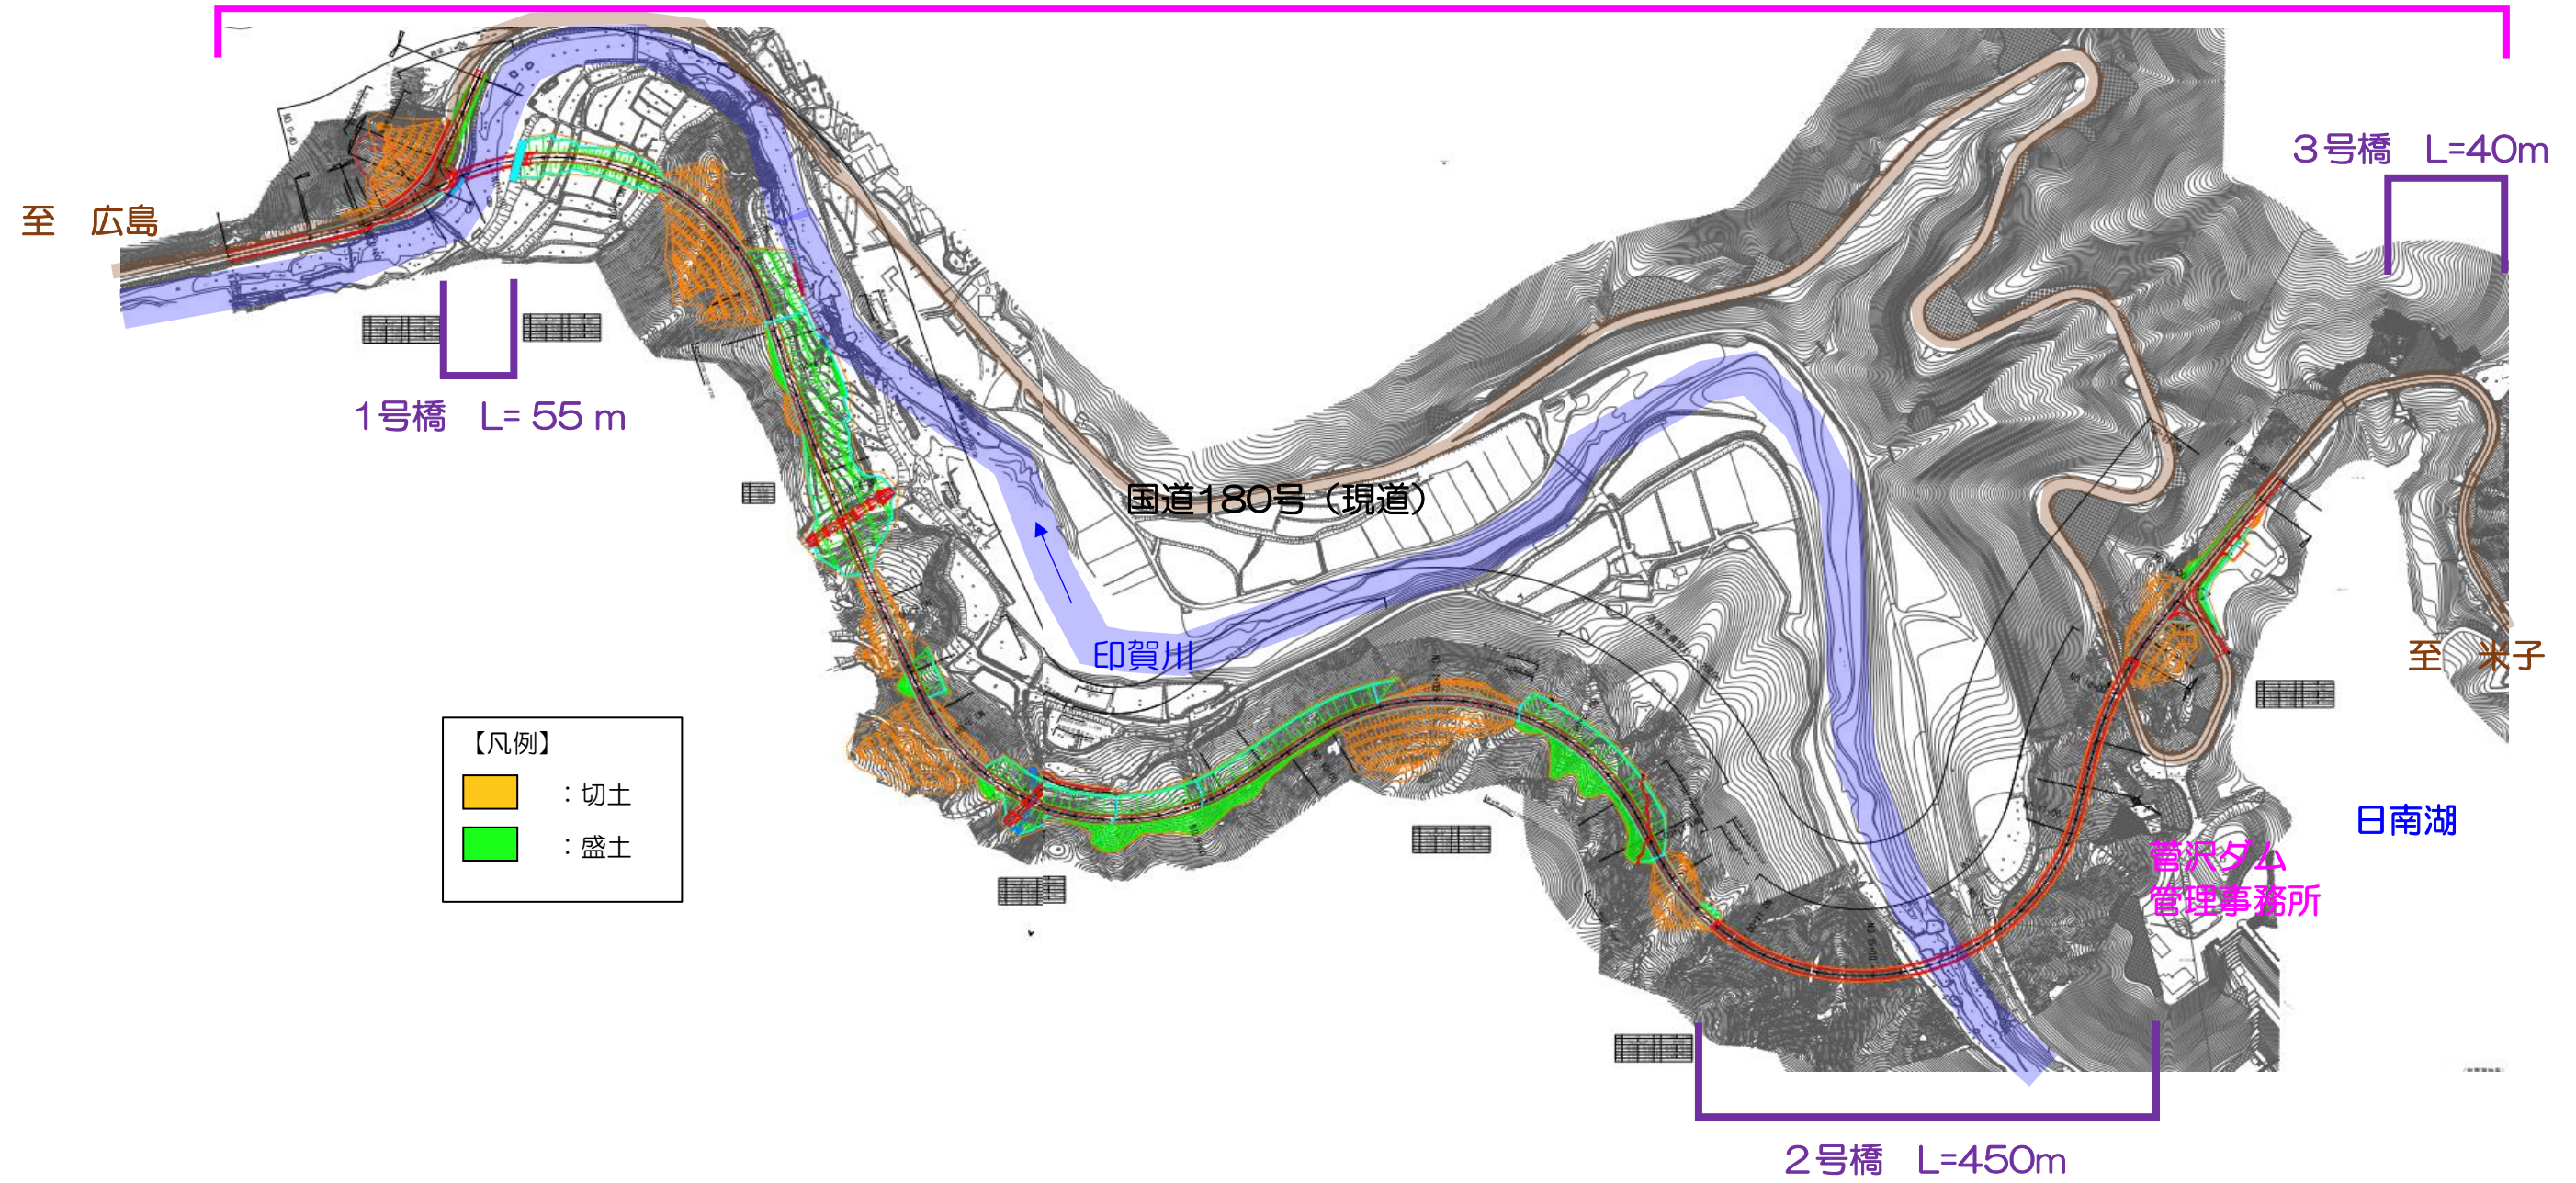 3号橋　L=40m
至　広島
1号橋　L= 55 m
国道180号（現道）
印賀川
至　米子
【凡例】
：切土
：盛土
日南湖
菅沢ダム
管理事務所
2号橋　L=450m